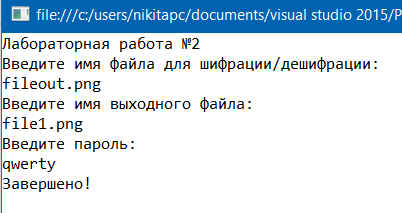 file:///c:/users/nikitapc/documents/visual studio 2015/P
Лабораторная работа №2
Введите имя файла для шифрации/дешифрации:
fileout.png
Введите имя выходного файла:
file1.png
Введите пароль:
qwerty
Завершено!